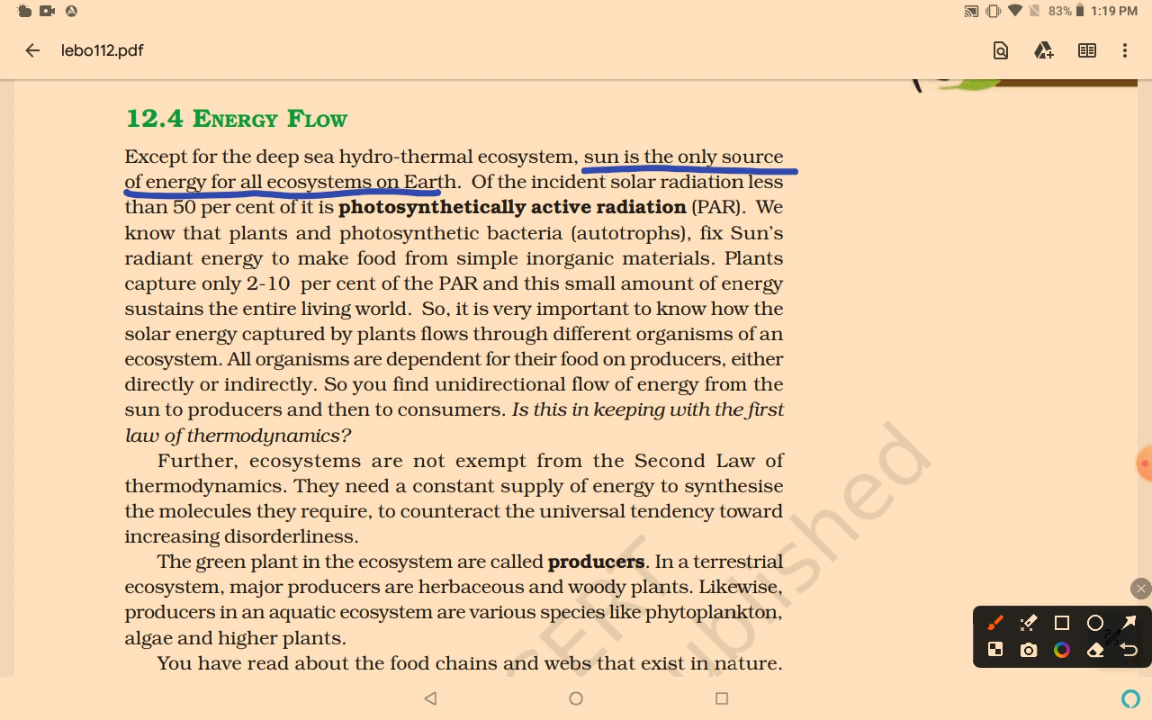 83% 1:19 PM
lebo112.pdf
12.4 ENERGY FLOW
Except for the deep sea hydro-thermal ecosystem, sun is the only source
of energy for all ecosystems on Earth. Of the incident solar radiation less
than 50 per cent of it is photosynthetically active radiation (PAR). We
know that plants and photosynthetic bacteria (autotrophs), fix Sun's
radiant energy to make food from simple inorganic materials. Plants
capture only 2-10 per cent of the PAR and this small amount of energy
sustains the entire living world. So, it is very important to know how the
solar energy captured by plants flows through different organisms of an
ecosystem. All organisms are dependent for their food on producers, either
directly or indirectly. So you find unidirectional flow of energy from the
sun to producers and then to consumers. Is this in keeping with the first
law of thermodynamics?
Further, ecosystems are not exempt from the Second Law of
thermodynamics. They need a constant supply of energy to synthesise
the molecules they require, to counteract the universal tendency toward
increasing disorderliness.
The green plant in the ecosystem are called producers. In a terrestrial
ecosystem, major producers are herbaceous and woody plants. Likewise,
producers in an aquatic ecosystem are various species like phytoplankton,
algae and higher plants.
You have read about the food chains and webs that exist in nature.